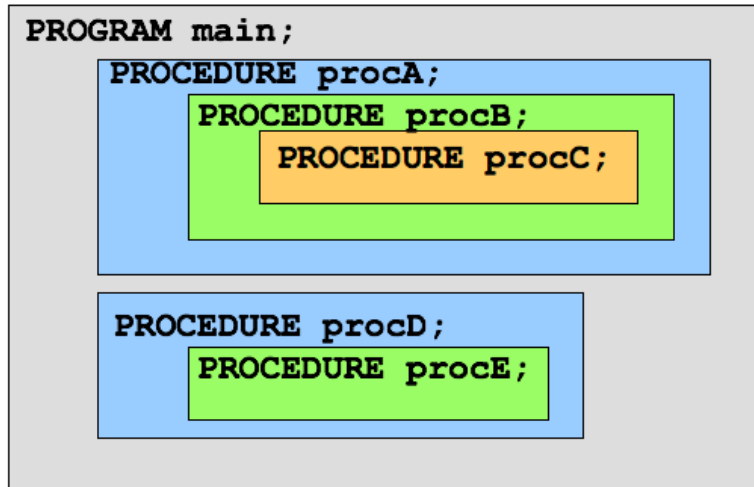 PROGRAM main;
PROCEDURE procA;
PROCEDURE procB;
PROCEDURE procC;
PROCEDURE procD;
PROCEDURE procE;